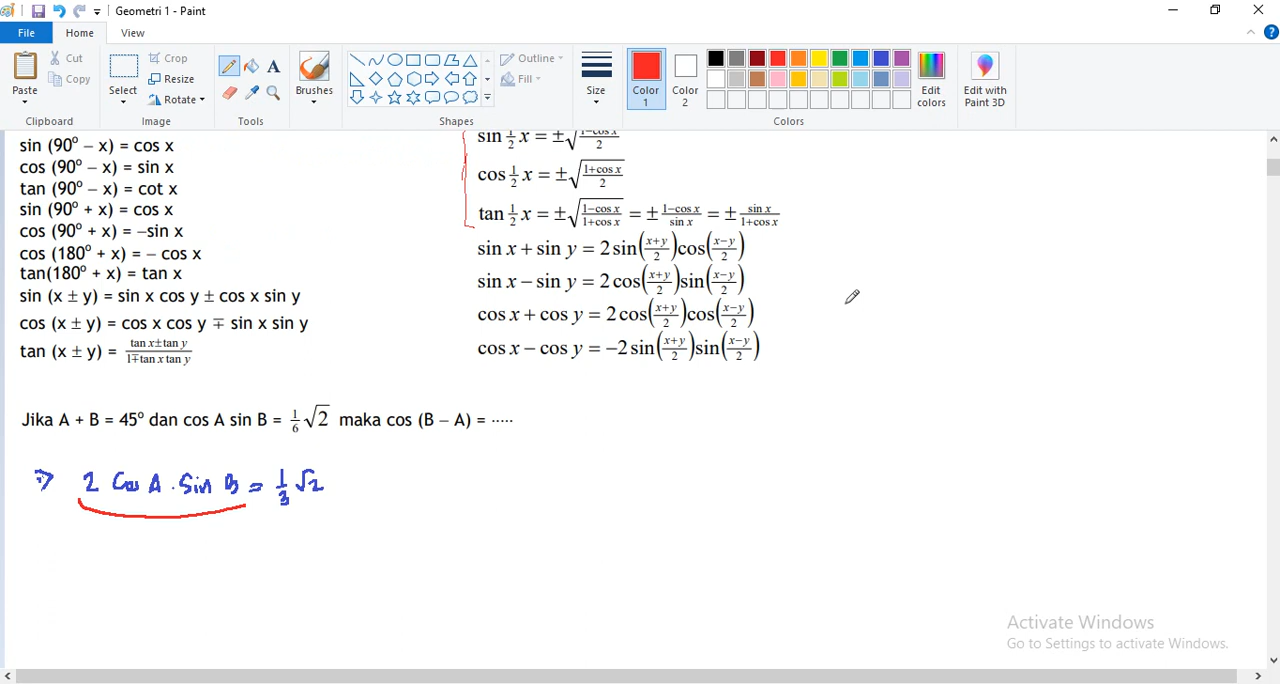 Geometri 1 - Paint
File Home View
Paste Cut Copy Clipboard
Select Crop Resize Rotate Image
Tools
Brushes
Outline Fill Shapes
Size
Color 1 Color 2 Edit colors Colors
Edit with Paint 3D
sin (90° – x) = cos x
cos (90° – x) = sin x
tan (90° – x) = cot x
sin (90° + x) = cos x
cos (90° + x) = –sin x
cos (180° + x) = – cos x
tan(180° + x) = tan x
sin (x ± y) = sin x cos y ± cos x sin y
cos (x ± y) = cos x cos y ∓ sin x sin y
tan (x ± y) = (tan x ± tan y)/(1 ∓ tan x tan y)
sin ½ x = ±√((1–cos x)/2)
cos ½ x = ±√((1+cos x)/2)
tan ½ x = ±√((1–cos x)/(1+cos x)) = ± (1–cos x)/(sin x) = ± (sin x)/(1+cos x)
sin x + sin y = 2 sin((x+y)/2) cos((x–y)/2)
sin x – sin y = 2 cos((x+y)/2) sin((x–y)/2)
cos x + cos y = 2 cos((x+y)/2) cos((x–y)/2)
cos x – cos y = –2 sin((x+y)/2) sin((x–y)/2)
Jika A + B = 45° dan cos A sin B = 1/6 √2 maka cos (B – A) = .....
⇒ 2 Cos A . Sin B = 1/3 √2
Activate Windows
Go to Settings to activate Windows.